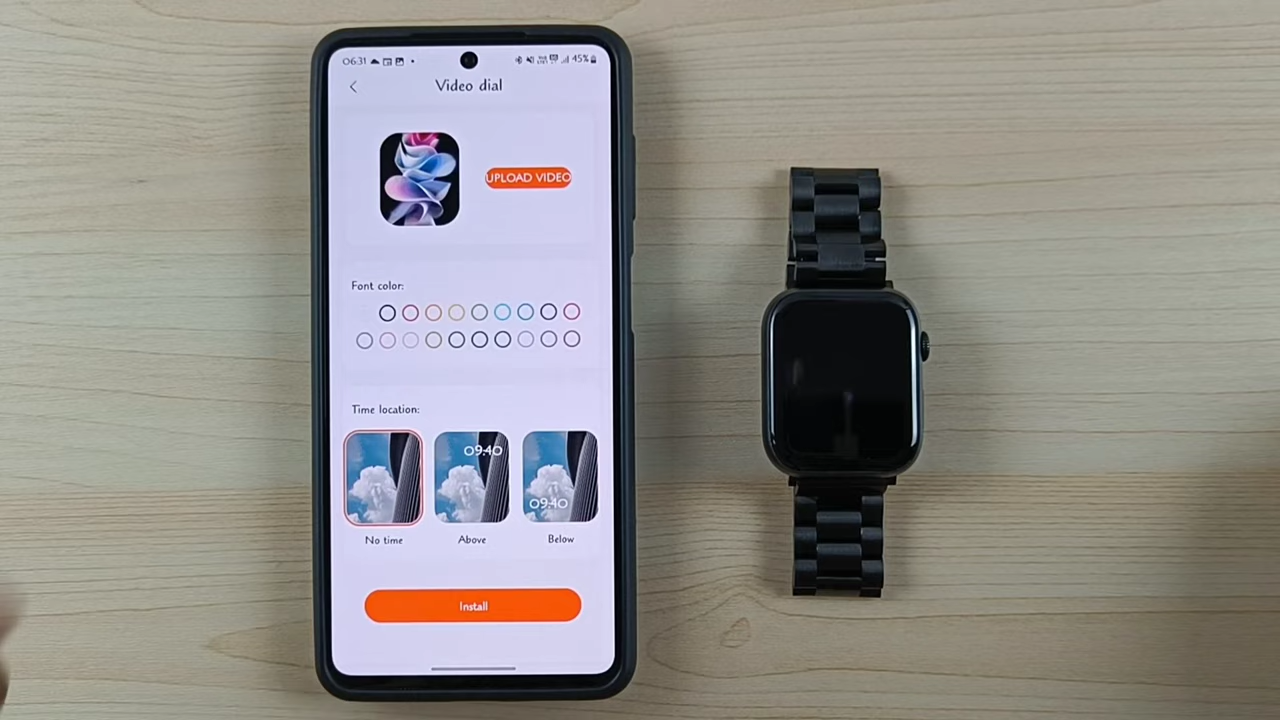 06:31 45%
Video dial
UPLOAD VIDEO
Font color:
Time location:
09:40
09:40
No time Above Below
Install